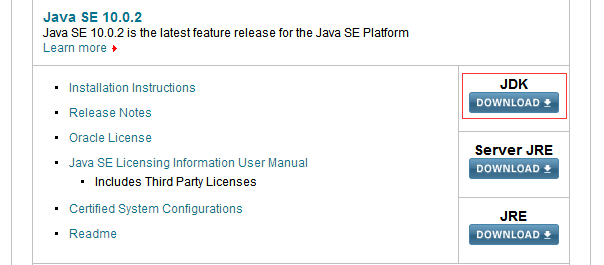 Java SE 10.0.2
Java SE 10.0.2 is the latest feature release for the Java SE Platform
Learn more
Installation Instructions
Release Notes
Oracle License
Java SE Licensing Information User Manual
Includes Third Party Licenses
Certified System Configurations
Readme
JDK
DOWNLOAD
Server JRE
DOWNLOAD
JRE
DOWNLOAD